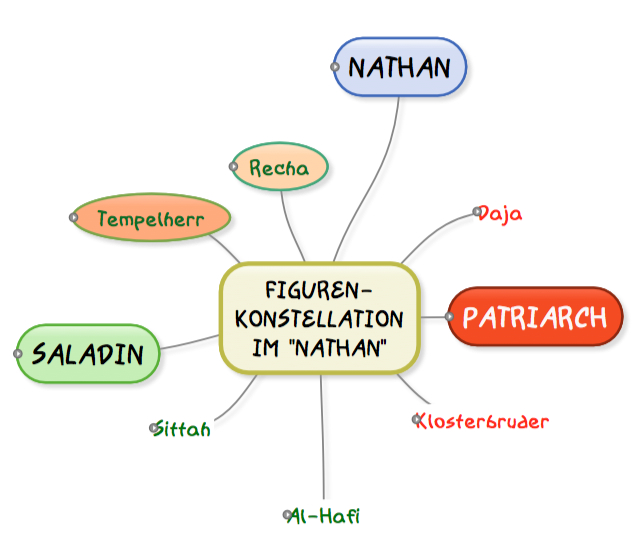 NATHAN
Recha
Tempelherr
Daja
FIGUREN-
KONSTELLATION
IM "NATHAN"
PATRIARCH
SALADIN
Sittah
Klosterbruder
Al-Hafi